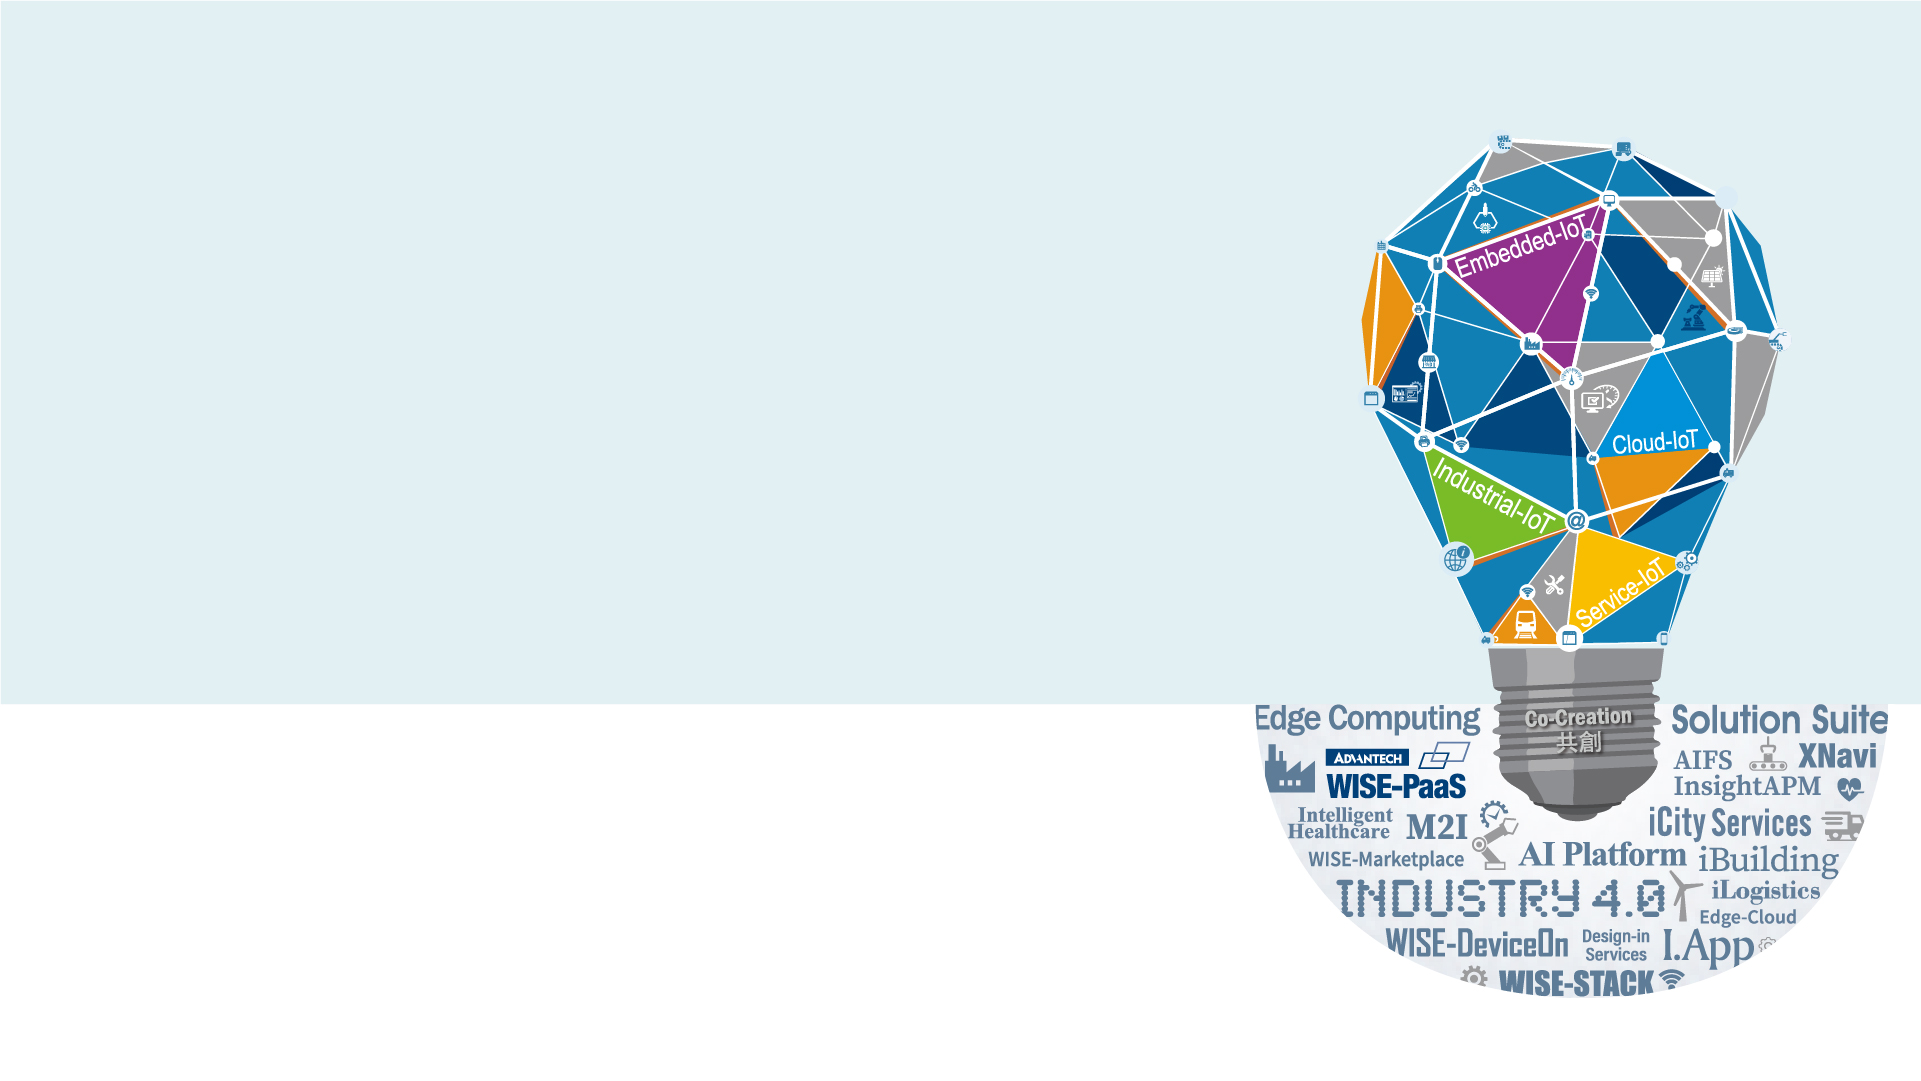 Embedded-IoT
Cloud-IoT
Industrial-IoT
@
i
Service-IoT
Co-Creation
共創
Edge Computing
Solution Suite
ADVANTECH
WISE-PaaS
AIFS
XNavi
InsightAPM
Intelligent
Healthcare
M2I
iCity Services
WISE-Marketplace
AI Platform
iBuilding
INDUSTRY 4.0
iLogistics
Edge-Cloud
WISE-DeviceOn
Design-in
Services
I.App
WISE-STACK